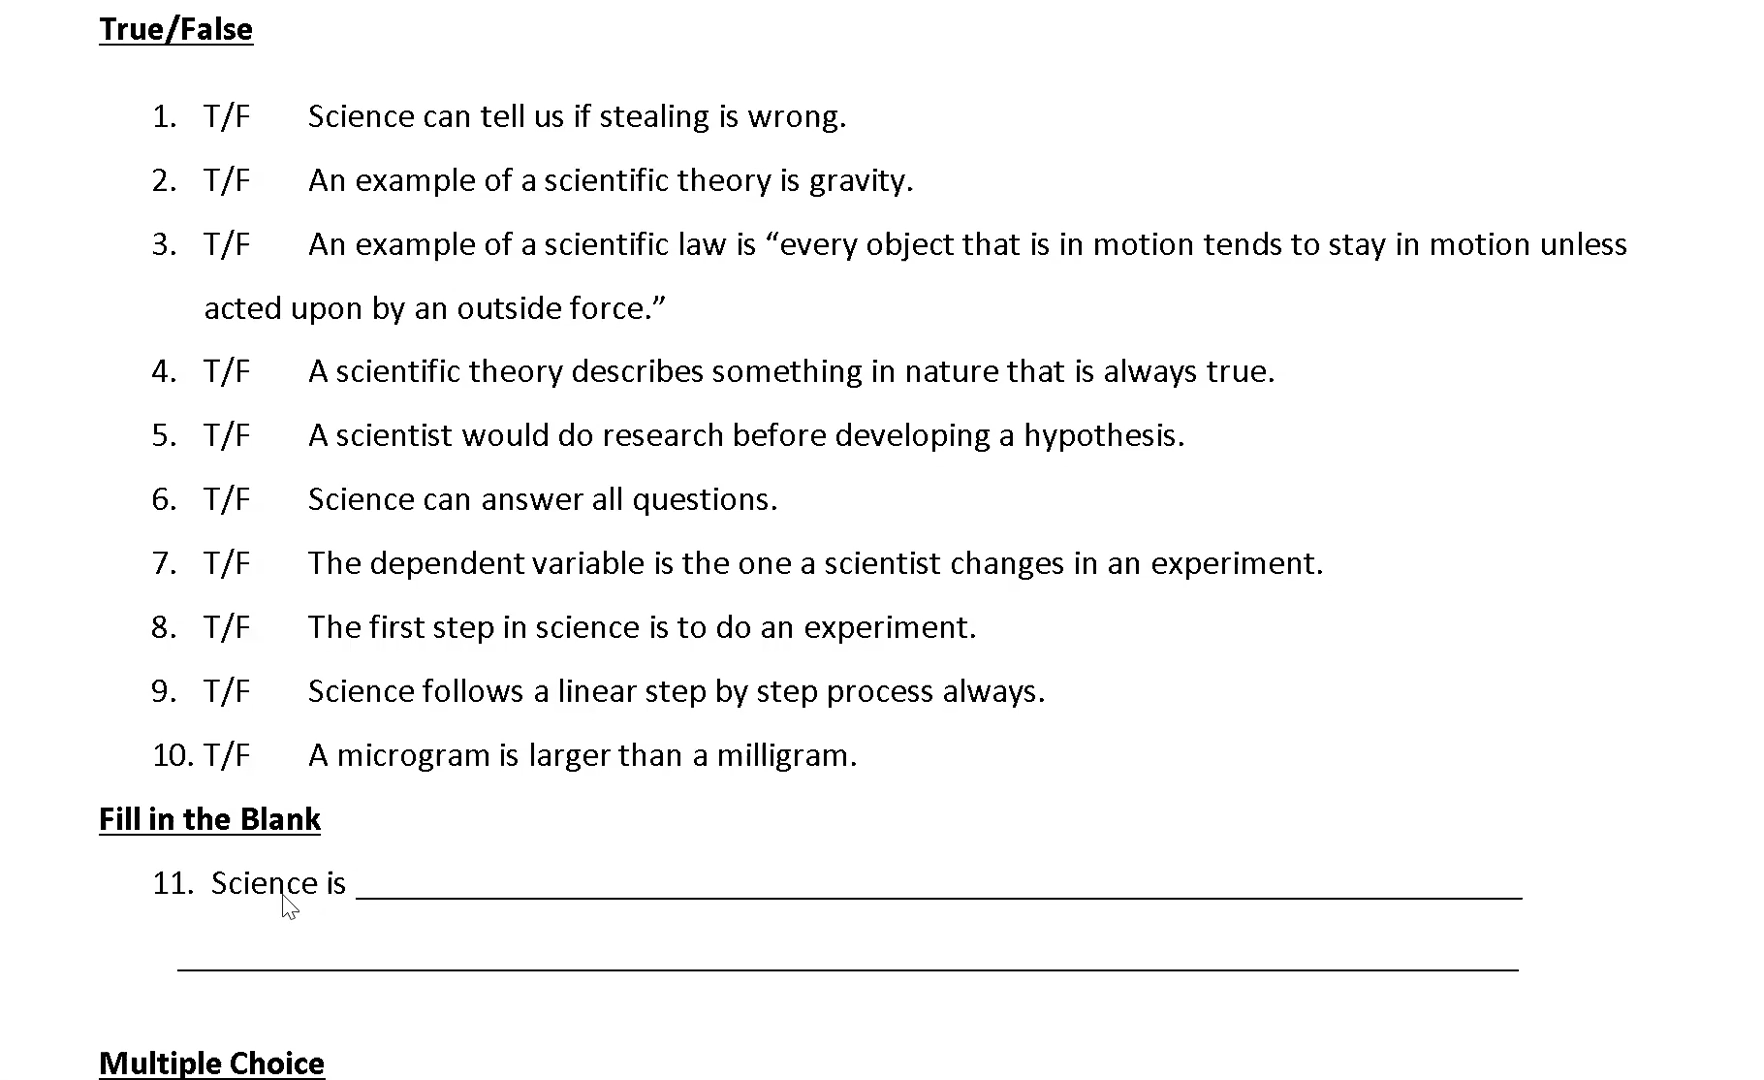 True/False
1. T/F Science can tell us if stealing is wrong.
2. T/F An example of a scientific theory is gravity.
3. T/F An example of a scientific law is “every object that is in motion tends to stay in motion unless
acted upon by an outside force.”
4. T/F A scientific theory describes something in nature that is always true.
5. T/F A scientist would do research before developing a hypothesis.
6. T/F Science can answer all questions.
7. T/F The dependent variable is the one a scientist changes in an experiment.
8. T/F The first step in science is to do an experiment.
9. T/F Science follows a linear step by step process always.
10. T/F A microgram is larger than a milligram.
Fill in the Blank
11. Science is
Multiple Choice